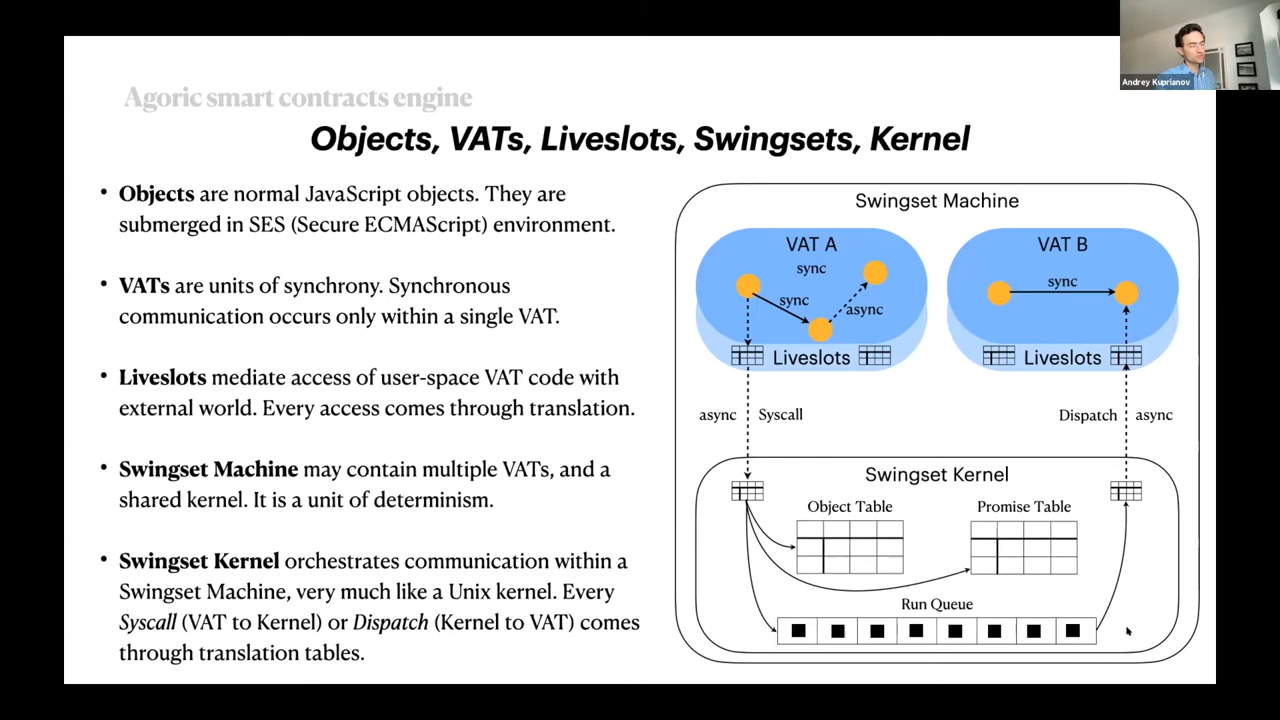 Andrey Kuprianov
Agoric smart contracts engine
Objects, VATs, Liveslots, Swingsets, Kernel
• Objects are normal JavaScript objects. They are
submerged in SES (Secure ECMAScript) environment.
• VATs are units of synchrony. Synchronous
communication occurs only within a single VAT.
• Liveslots mediate access of user-space VAT code with
external world. Every access comes through translation.
• Swingset Machine may contain multiple VATs, and a
shared kernel. It is a unit of determinism.
• Swingset Kernel orchestrates communication within a
Swingset Machine, very much like a Unix kernel. Every
Syscall (VAT to Kernel) or Dispatch (Kernel to VAT) comes
through translation tables.
Swingset Machine
VAT A
sync
sync
async
Liveslots
VAT B
sync
Liveslots
async
Syscall
Dispatch
async
Swingset Kernel
Object Table
Promise Table
Run Queue